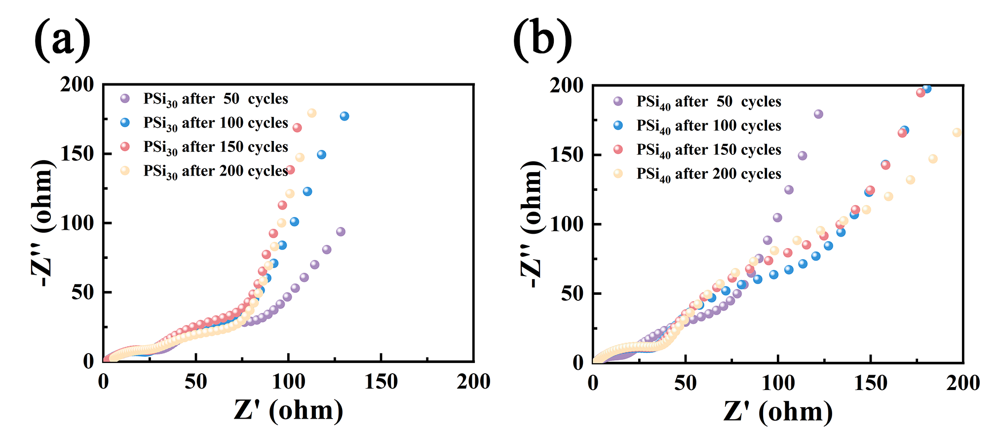 (a)
200
150
100
50
0
-Z'' (ohm)
PSi30 after 50 cycles
PSi30 after 100 cycles
PSi30 after 150 cycles
PSi30 after 200 cycles
0 50 100 150 200
Z' (ohm)
(b)
200
150
100
50
0
-Z'' (ohm)
PSi40 after 50 cycles
PSi40 after 100 cycles
PSi40 after 150 cycles
PSi40 after 200 cycles
0 50 100 150 200
Z' (ohm)